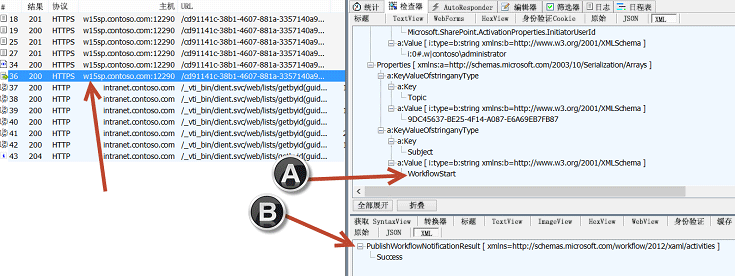 # 结果 协议 主机 URL
18 200 HTTPS w15sp.contoso.com:12290 /cd91141c-38b1-4607-881a-3357140a9...
19 200 HTTPS w15sp.contoso.com:12290 /cd91141c-38b1-4607-881a-3357140a9...
25 201 HTTPS w15sp.contoso.com:12290 /cd91141c-38b1-4607-881a-3357140a9...
27 201 HTTPS w15sp.contoso.com:12290 /cd91141c-38b1-4607-881a-3357140a9...
34 200 HTTPS w15sp.contoso.com:12290 /cd91141c-38b1-4607-881a-3357140a9...
36 200 HTTPS w15sp.contoso.com:12290 /cd91141c-38b1-4607-881a-3357140a9...
37 200 HTTP intranet.contoso.com /_vti_bin/client.svc/web/lists/getbyid(guid... 1
38 200 HTTP intranet.contoso.com /_vti_bin/client.svc/web/lists/getbyid(guid...
39 200 HTTP intranet.contoso.com /_vti_bin/client.svc/web/lists/getbyid(guid...
40 200 HTTP intranet.contoso.com /_vti_bin/client.svc/web/lists/getbyid(guid...
41 200 HTTP intranet.contoso.com /_vti_bin/client.svc/web/lists/getbyid(guid... 2
42 200 HTTP intranet.contoso.com /_vti_bin/client.svc/web/lists/getbyid(guid... 1
43 204 HTTP intranet.contoso.com /_vti_bin/client.svc/web/lists/getbyid(guid...
统计 检查器 AutoResponder 编辑器 菜单 日志 日程表
标题 TextView WebForms HexView 身份验证 Cookie 原始 JSON XML
Microsoft.SharePoint.ActivationProperties.InitiatorUserId
a:Value [ i:type=b:string xmlns:b=http://www.w3.org/2001/XMLSchema ]
i:0#.w|contoso\administrator
Properties [ xmlns:a=http://schemas.microsoft.com/2003/10/Serialization/Arrays ]
a:KeyValueOfstringanyType
a:Key
Topic
a:Value [ i:type=b:string xmlns:b=http://www.w3.org/2001/XMLSchema ]
9DC45637-BE25-4F14-A087-E6A69EB7FB87
a:KeyValueOfstringanyType
a:Key
Subject
a:Value [ i:type=b:string xmlns:b=http://www.w3.org/2001/XMLSchema ]
WorkflowStart
A
B
全部展开 折叠
获取 SyntaxView 转换器 标题 TextView ImageView HexView WebView 身份验证 缓存
原始 JSON XML
PublishWorkflowNotificationResult [ xmlns=http://schemas.microsoft.com/workflow/2012/xaml/activities ]
Success